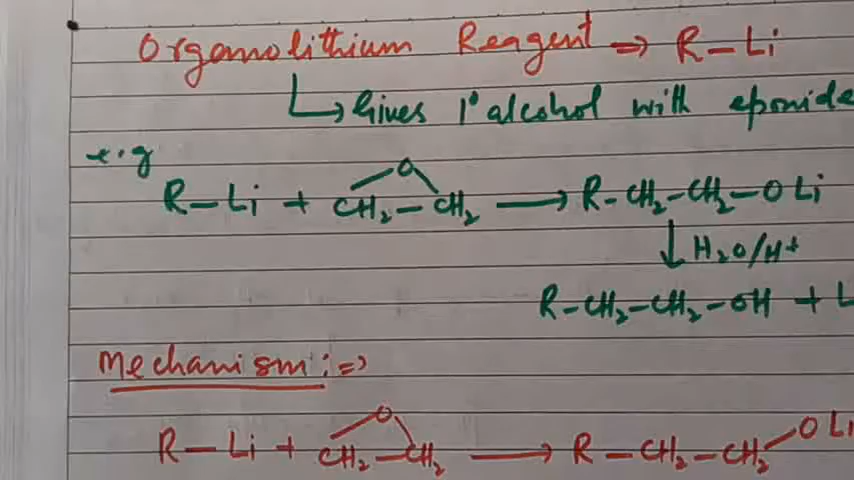 Organolithium Reagent ⇒ R-Li
↳ Gives 1° alcohol with epoxide
e.g
O
R-Li + CH₂-CH₂ ⟶ R-CH₂-CH₂-O Li
↓ H₂O/H⁺
R-CH₂-CH₂-OH + L
Mechanism :=>
O O Li
R-Li + CH₂-CH₂ ⟶ R-CH₂-CH₂